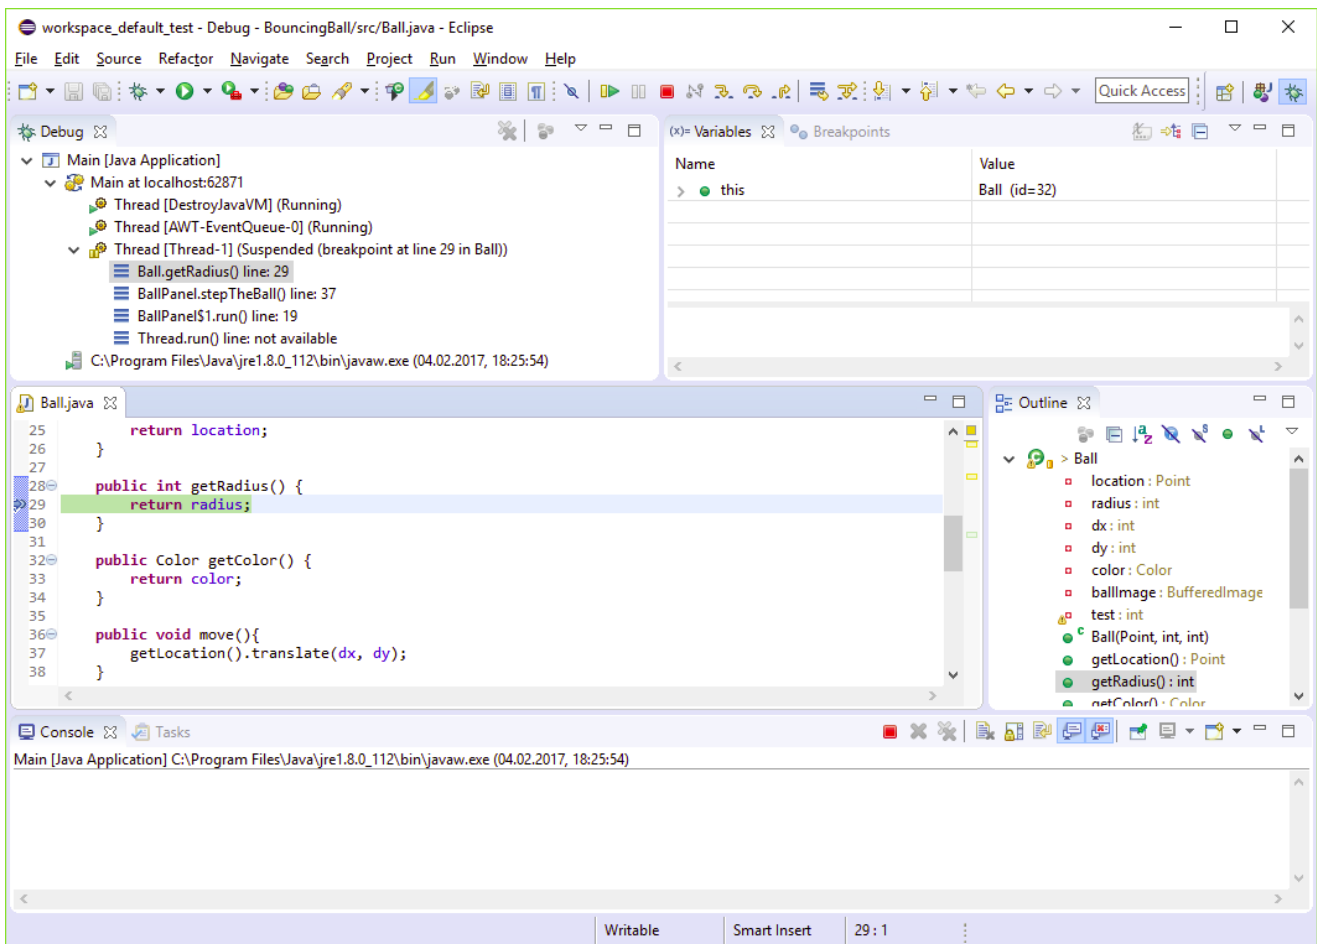 workspace_default_test - Debug - BouncingBall/src/Ball.java - Eclipse
File Edit Source Refactor Navigate Search Project Run Window Help
Quick Access
Debug
Main [Java Application]
Main at localhost:62871
Thread [DestroyJavaVM] (Running)
Thread [AWT-EventQueue-0] (Running)
Thread [Thread-1] (Suspended (breakpoint at line 29 in Ball))
Ball.getRadius() line: 29
BallPanel.stepTheBall() line: 37
BallPanel$1.run() line: 19
Thread.run() line: not available
C:\Program Files\Java\jre1.8.0_112\bin\javaw.exe (04.02.2017, 18:25:54)
(x)= Variables Breakpoints
Name Value
this Ball (id=32)
Ball.java
25 return location;
26 }
27
28 public int getRadius() {
29 return radius;
30 }
31
32 public Color getColor() {
33 return color;
34 }
35
36 public void move(){
37 getLocation().translate(dx, dy);
38 }
Outline
> Ball
location : Point
radius : int
dx : int
dy : int
color : Color
ballImage : BufferedImage
test : int
Ball(Point, int, int)
getLocation() : Point
getRadius() : int
getColor() : Color
Console Tasks
Main [Java Application] C:\Program Files\Java\jre1.8.0_112\bin\javaw.exe (04.02.2017, 18:25:54)
Writable Smart Insert 29 : 1